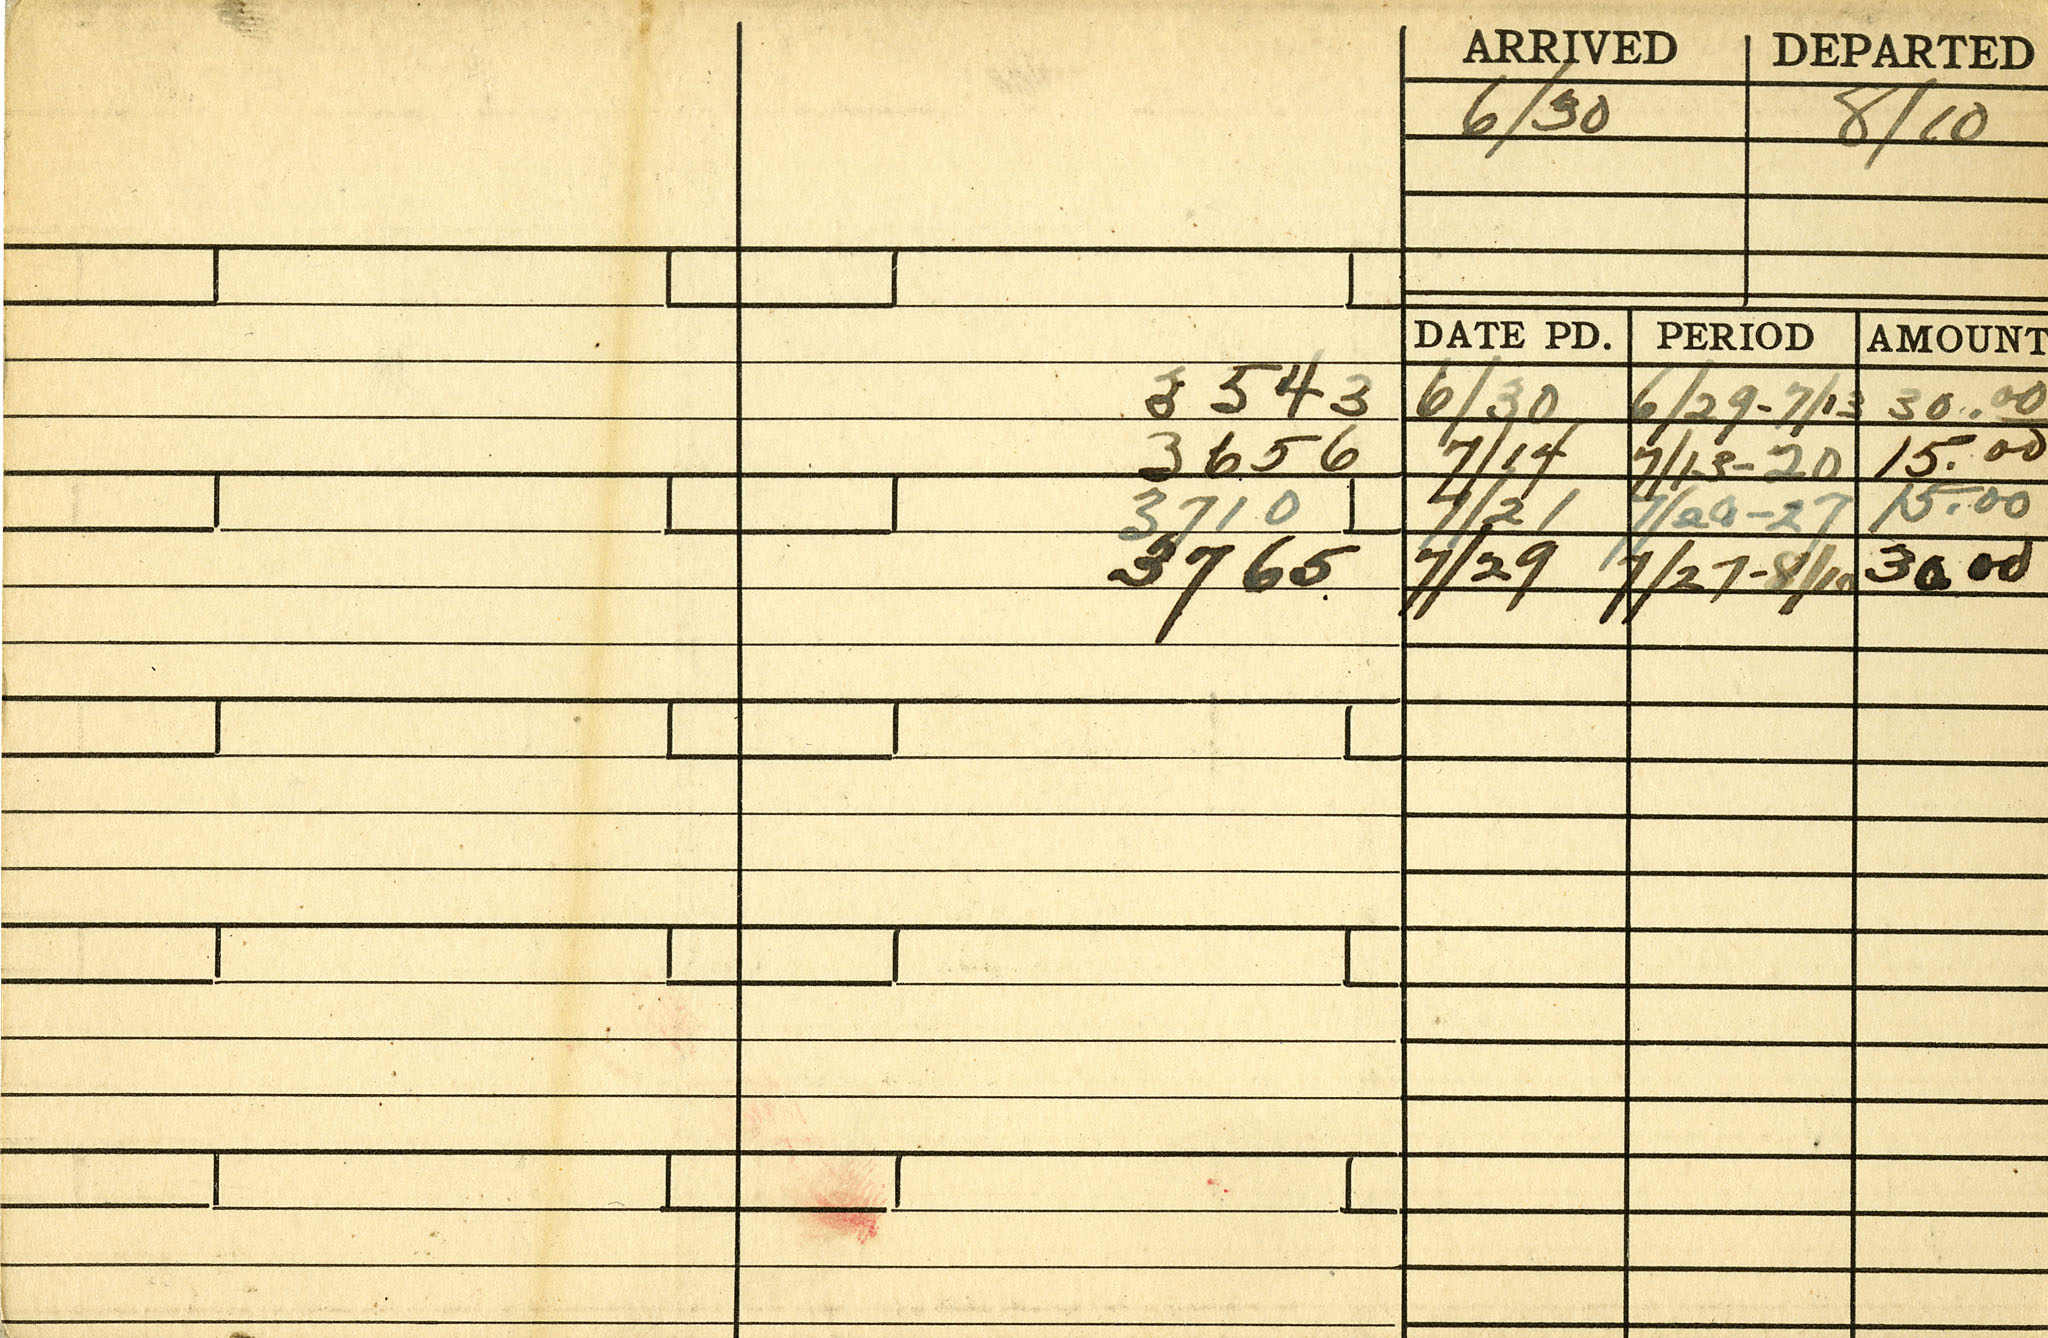 ARRIVED DEPARTED
6/30 8/10
DATE PD. PERIOD AMOUNT
3543 6/30 6/29-7/13 30.00
3656 7/14 7/13-20 15.00
3710 7/21 7/20-27 15.00
3765 7/29 7/27-8/10 30 00